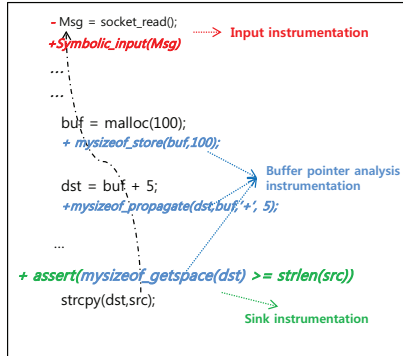 - Msg = socket_read();
+Symbolic_input(Msg)
Input instrumentation
...
...
buf = malloc(100);
+ mysizeof_store(buf,100);
Buffer pointer analysis
instrumentation
dst = buf + 5;
+mysizeof_propagate(dst,buf,'+', 5);
...
+ assert(mysizeof_getspace(dst) >= strlen(src))
strcpy(dst,src);
Sink instrumentation